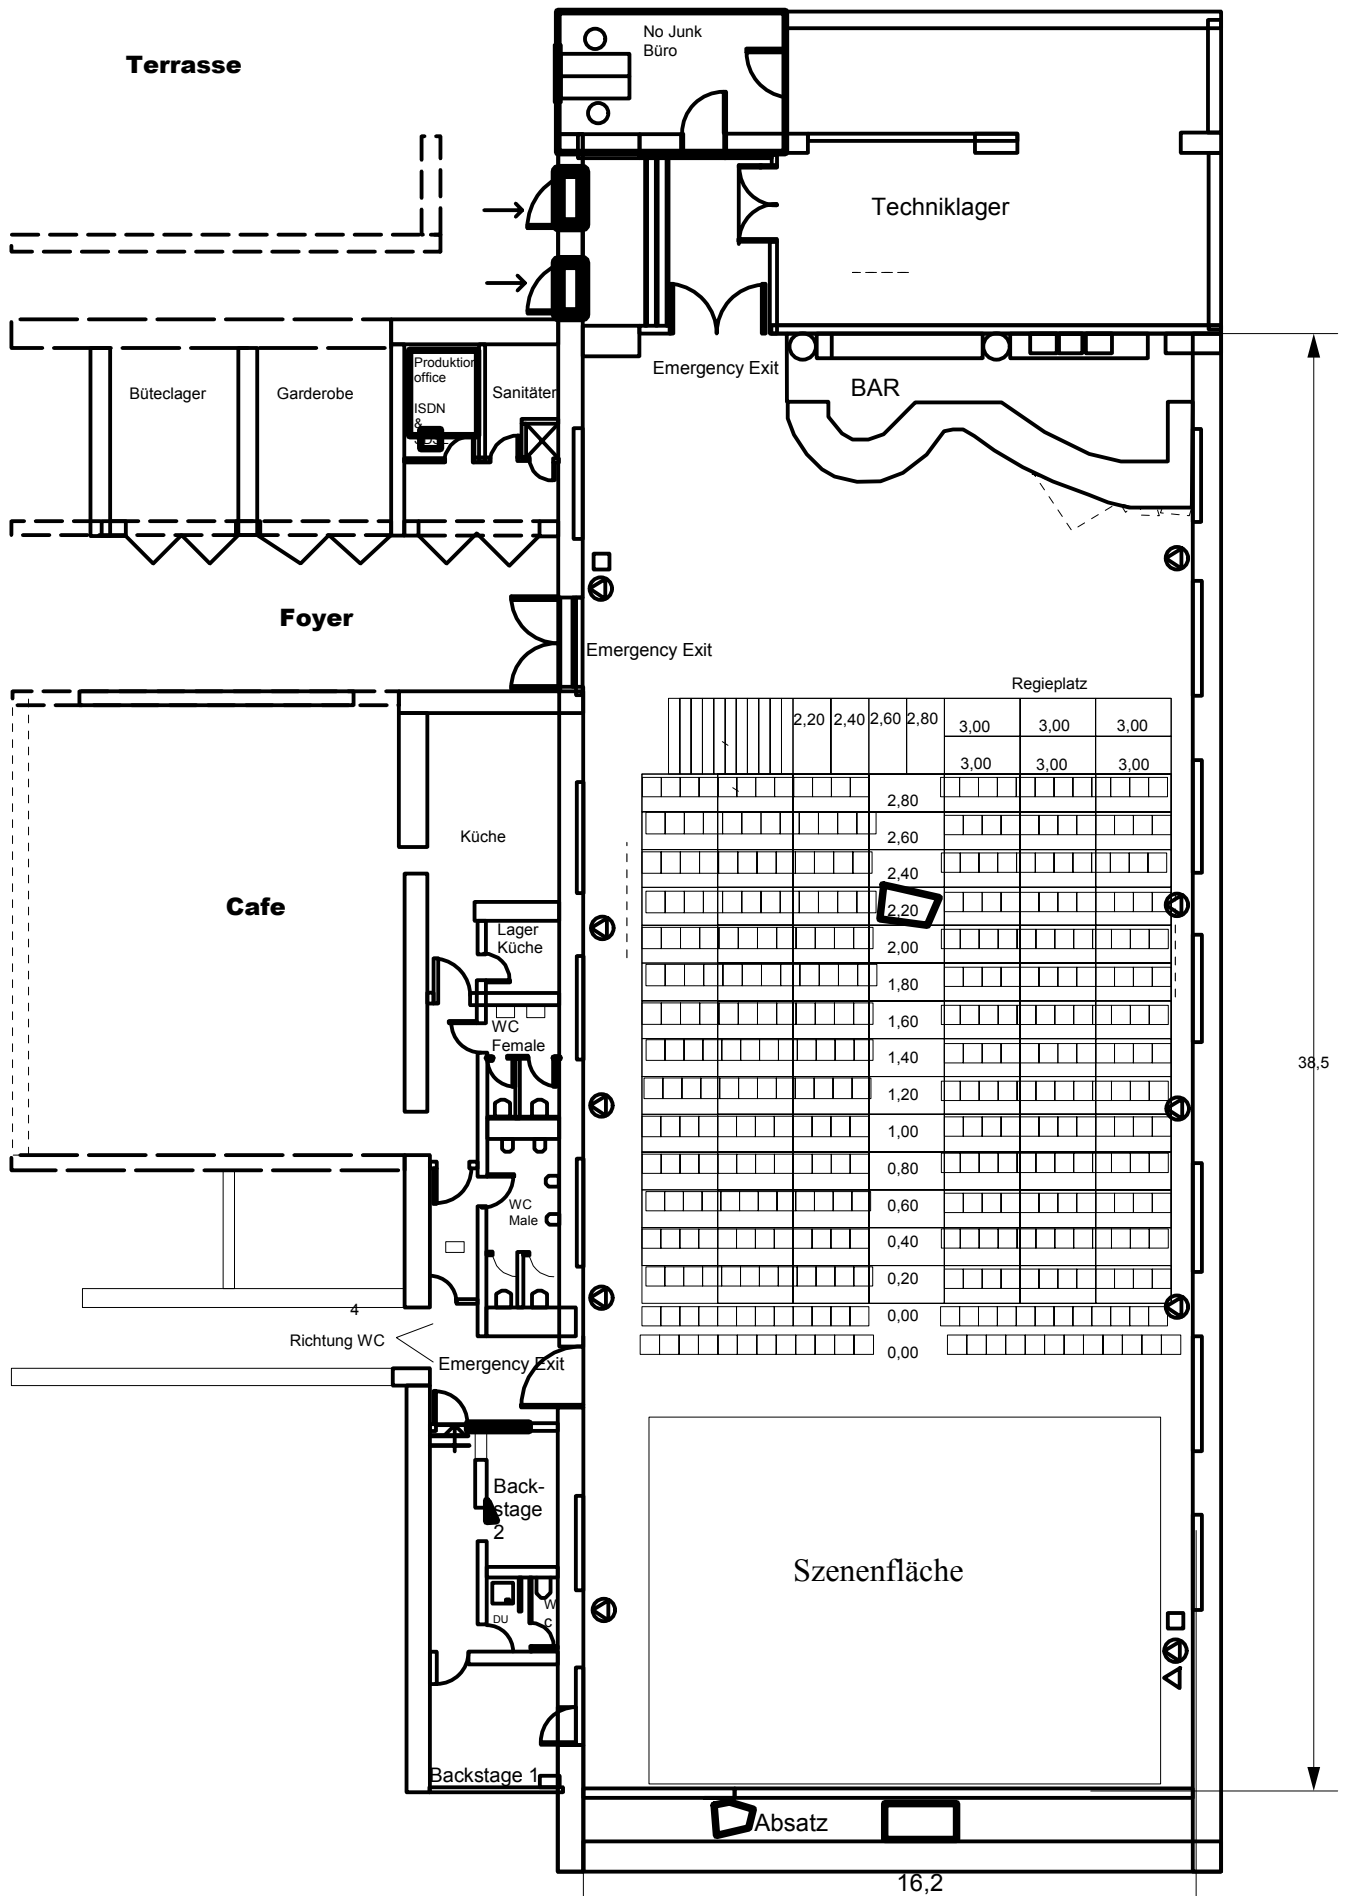 No Junk
Büro
Terrasse
Techniklager
Emergency Exit
BAR
Produktion
office
ISDN
&
Sanitäter
Büteclager
Garderobe
Foyer
Emergency Exit
Regieplatz
2,20 2,40 2,60 2,80 3,00 3,00 3,00
3,00 3,00 3,00
2,80
2,60
2,40
2,20
2,00
1,80
1,60
1,40
1,20
1,00
0,80
0,60
0,40
0,20
0,00
0,00
38,5
Küche
Cafe
Lager
Küche
WC
Female
WC
Male
4
Richtung WC
Emergency Exit
Back-
stage
2
Szenenfläche
DU
W
c
Backstage 1
Absatz
16,2